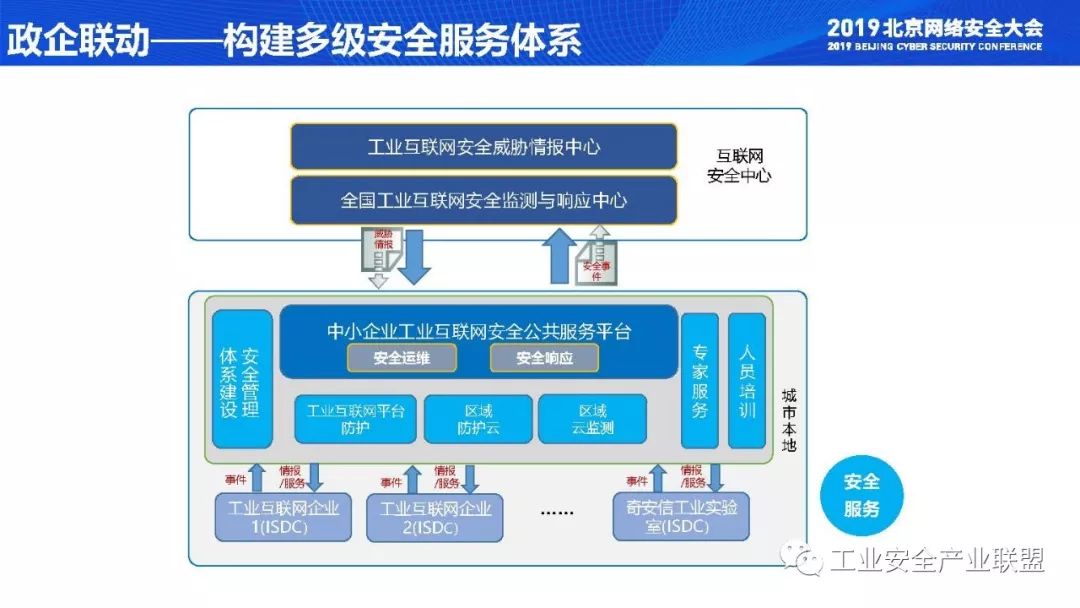 政企联动——构建多级安全服务体系
2019北京网络安全大会
2019 BEIJING CYBER SECURITY CONFERENCE
工业互联网安全威胁情报中心
全国工业互联网安全监测与响应中心
互联网
安全中心
威胁
情报
安全事
件
安全管理
体系建设
中小企业工业互联网安全公共服务平台
安全运维
安全响应
工业互联网平台
防护
区域
防护云
区域
云监测
专家服务
人员培训
城市本地
事件
情报
/服务
事件
情报
/服务
事件
情报
/服务
工业互联网企业
1(ISDC)
工业互联网企业
2(ISDC)
……
奇安信工业实验
室(ISDC)
安全
服务
工业安全产业联盟